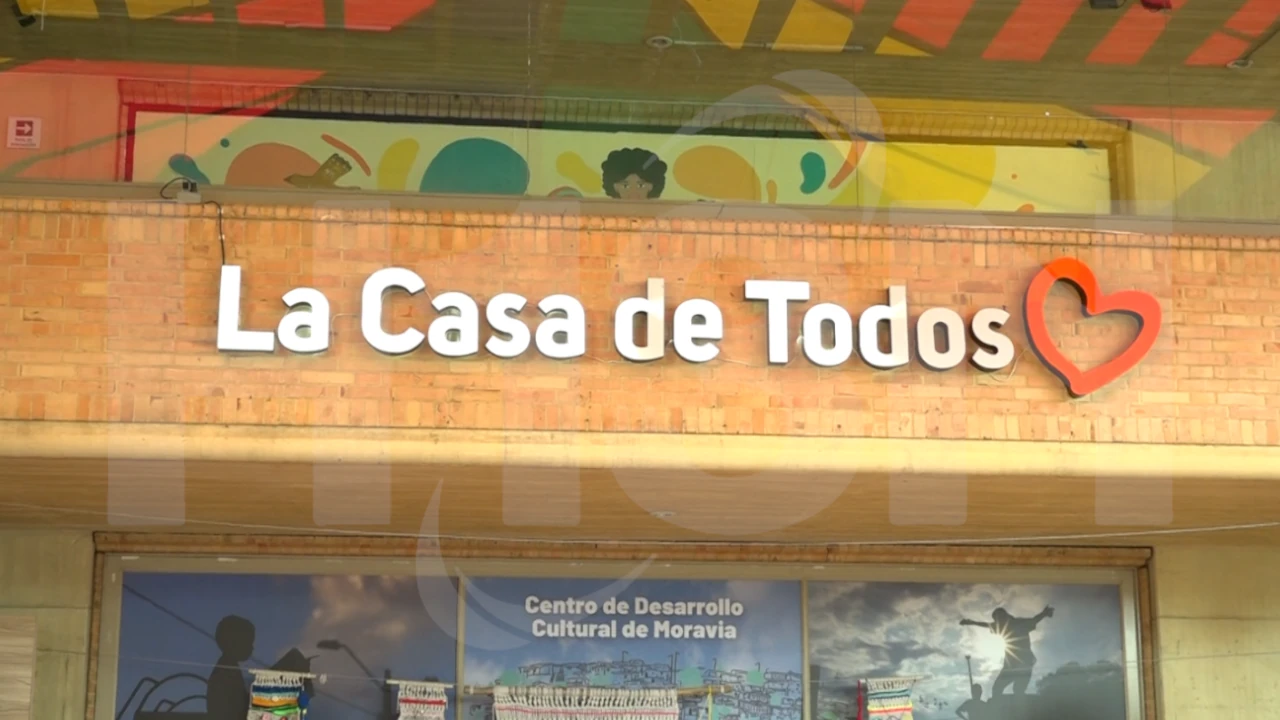 La Casa de Todos
Centro de Desarrollo
Cultural de Moravia